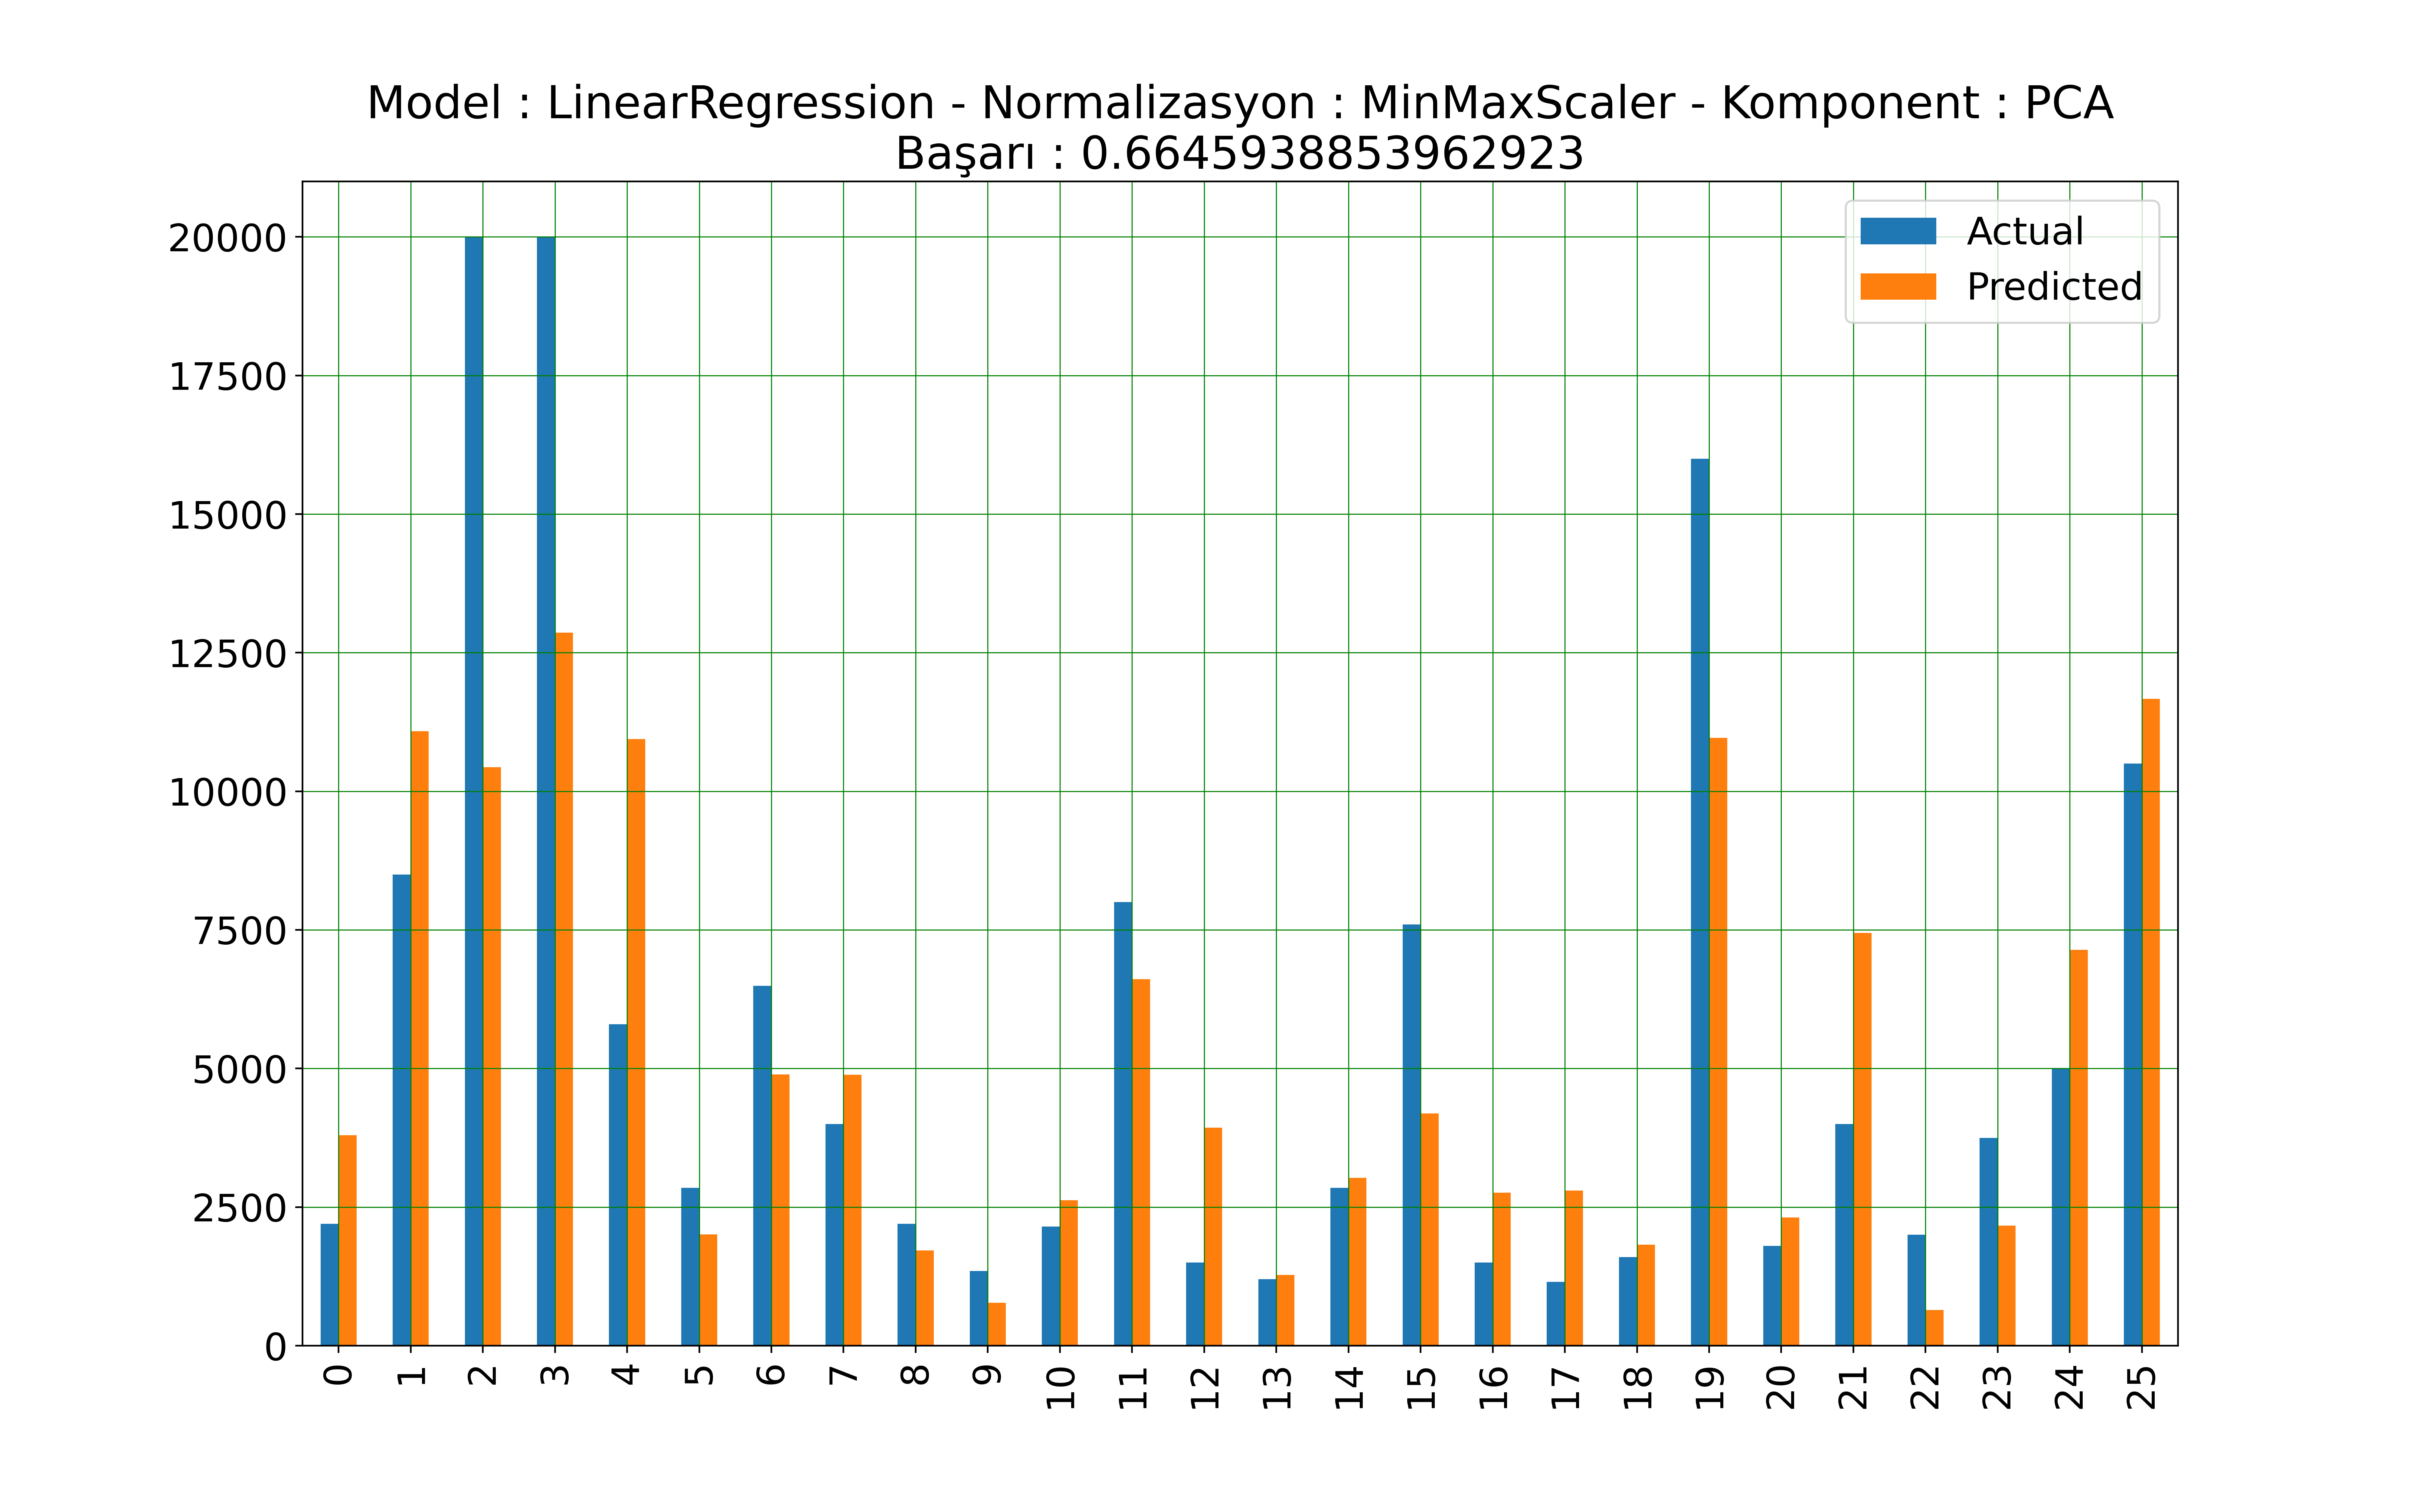 Model : LinearRegression - Normalizasyon : MinMaxScaler - Komponent : PCA
Başarı : 0.6645938853962923
Actual
Predicted
20000
17500
15000
12500
10000
7500
5000
2500
0
0 1 2 3 4 5 6 7 8 9 10 11 12 13 14 15 16 17 18 19 20 21 22 23 24 25